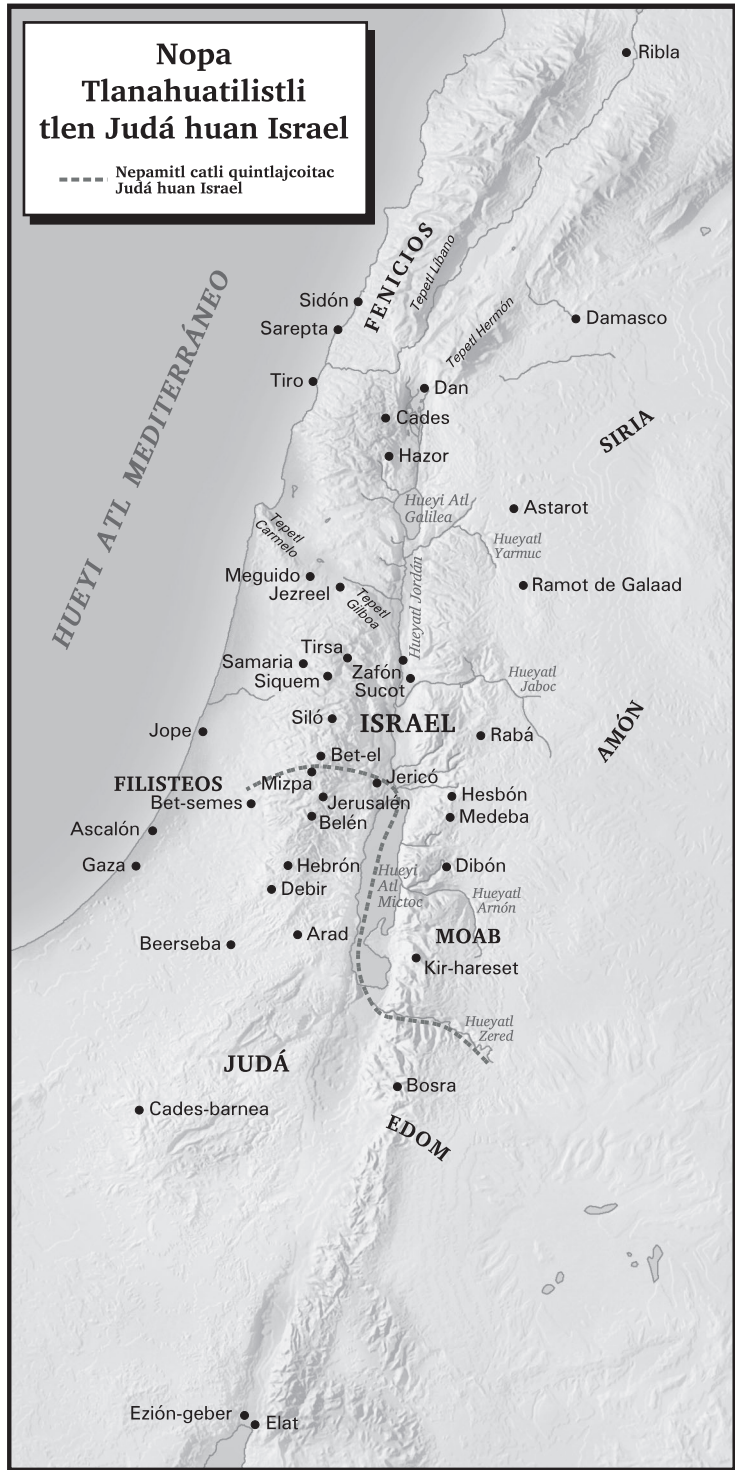 Nopa
Tlanahuatilistli
tlen Judá huan Israel
Nepamitl catli quintlajcoitac
Judá huan Israel
Ribla
FENICIOS
Tepetl Líbano
Sidón
Sarepta
Damasco
Tepetl Hermón
HUEYI ATL MEDITERRÁNEO
Tiro
Dan
Cades
SIRIA
Hazor
Hueyi Atl
Galilea
Astarot
Tepetl
Carmelo
Hueyatl
Yarmuc
Meguido
Jezreel
Ramot de Galaad
Tepetl
Gilboa
Hueyatl Jordán
Tirsa
Samaria
Zafón
Siquem
Sucot
Hueyatl
Jaboc
Siló
ISRAEL
Jope
Rabá
AMÓN
Bet-el
FILISTEOS
Mizpa
Jericó
Bet-semes
Jerusalén
Hesbón
Belén
Medeba
Ascalón
Gaza
Hebrón
Hueyi
Atl
Mictoc
Dibón
Debir
Hueyatl
Arnón
Arad
MOAB
Beerseba
Kir-hareset
Hueyatl
Zered
JUDÁ
Bosra
Cades-barnea
EDOM
Ezión-geber
Elat